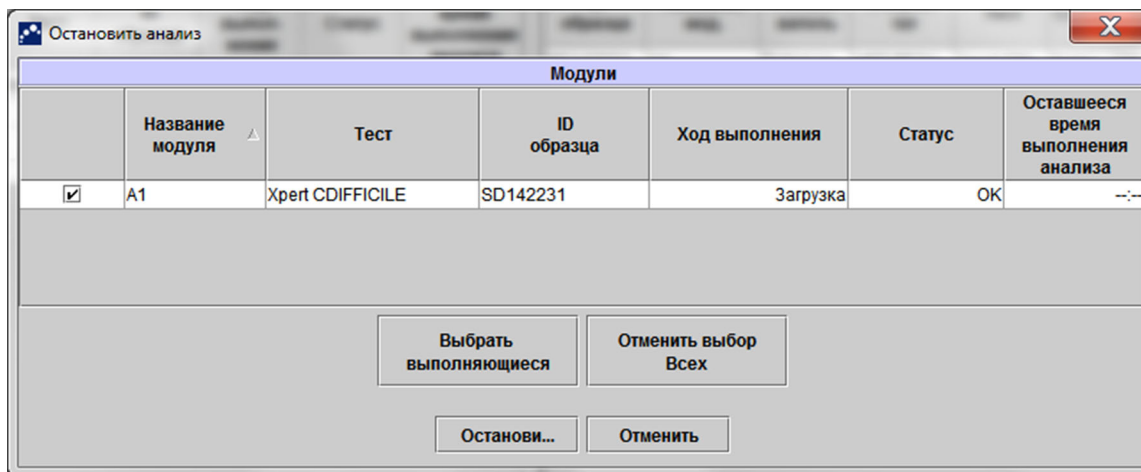 Остановить анализ
Модули
Название модуля
Тест
ID образца
Ход выполнения
Статус
Оставшееся время выполнения анализа
A1
Xpert CDIFFICILE
SD142231
Загрузка
OK
--:--
Выбрать
выполняющиеся
Отменить выбор
Всех
Останови...
Отменить